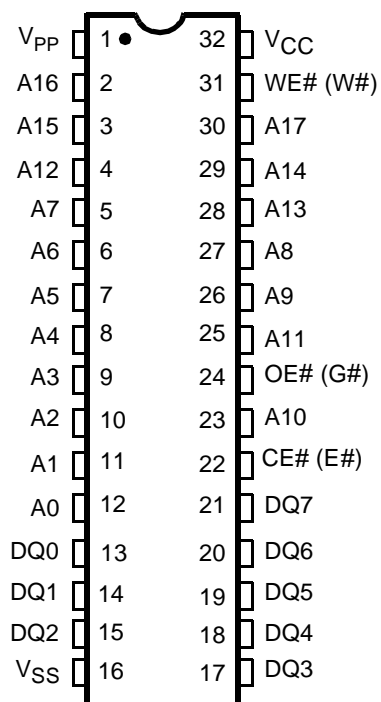 VPP 1 32 VCC
A16 2 31 WE# (W#)
A15 3 30 A17
A12 4 29 A14
A7 5 28 A13
A6 6 27 A8
A5 7 26 A9
A4 8 25 A11
A3 9 24 OE# (G#)
A2 10 23 A10
A1 11 22 CE# (E#)
A0 12 21 DQ7
DQ0 13 20 DQ6
DQ1 14 19 DQ5
DQ2 15 18 DQ4
VSS 16 17 DQ3